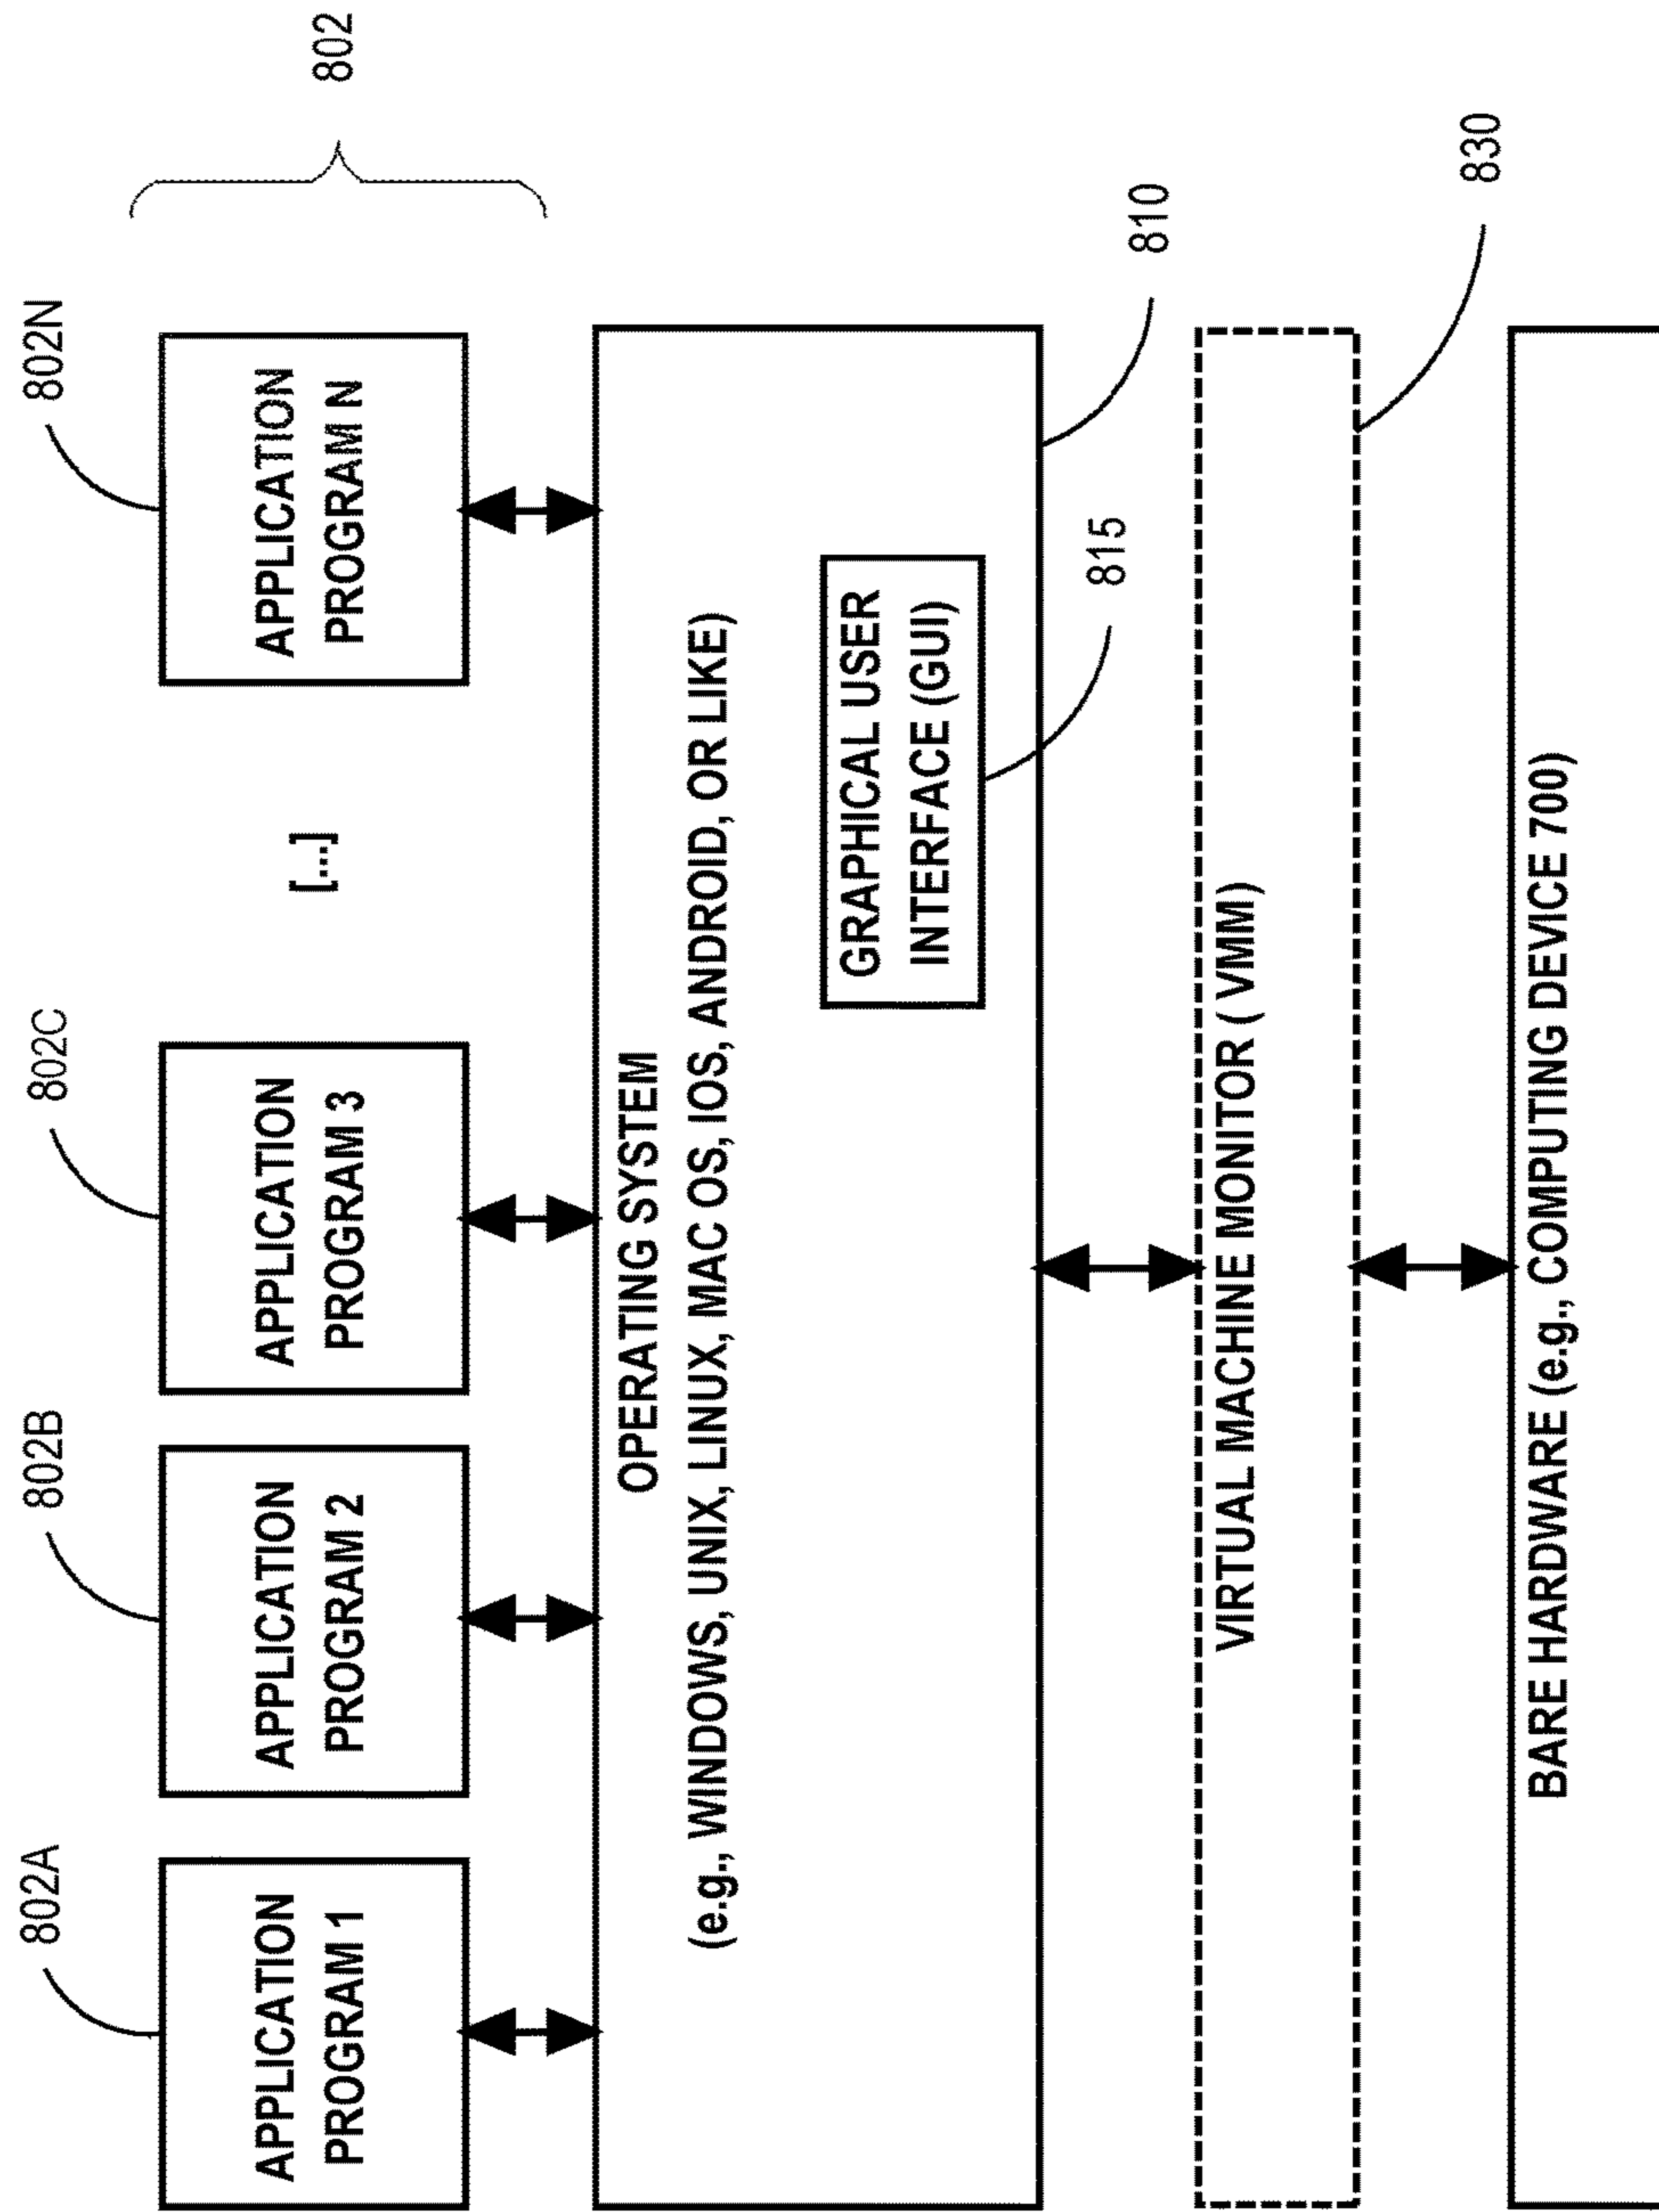 802
802A
802B
802C
802N
APPLICATION
PROGRAM 1
APPLICATION
PROGRAM 2
APPLICATION
PROGRAM 3
[...]
APPLICATION
PROGRAM N
OPERATING SYSTEM
(e.g., WINDOWS, UNIX, LINUX, MAC OS, IOS, ANDROID, OR LIKE)
GRAPHICAL USER
INTERFACE (GUI)
815
810
VIRTUAL MACHINE MONITOR ( VMM)
830
BARE HARDWARE (e.g., COMPUTING DEVICE 700)